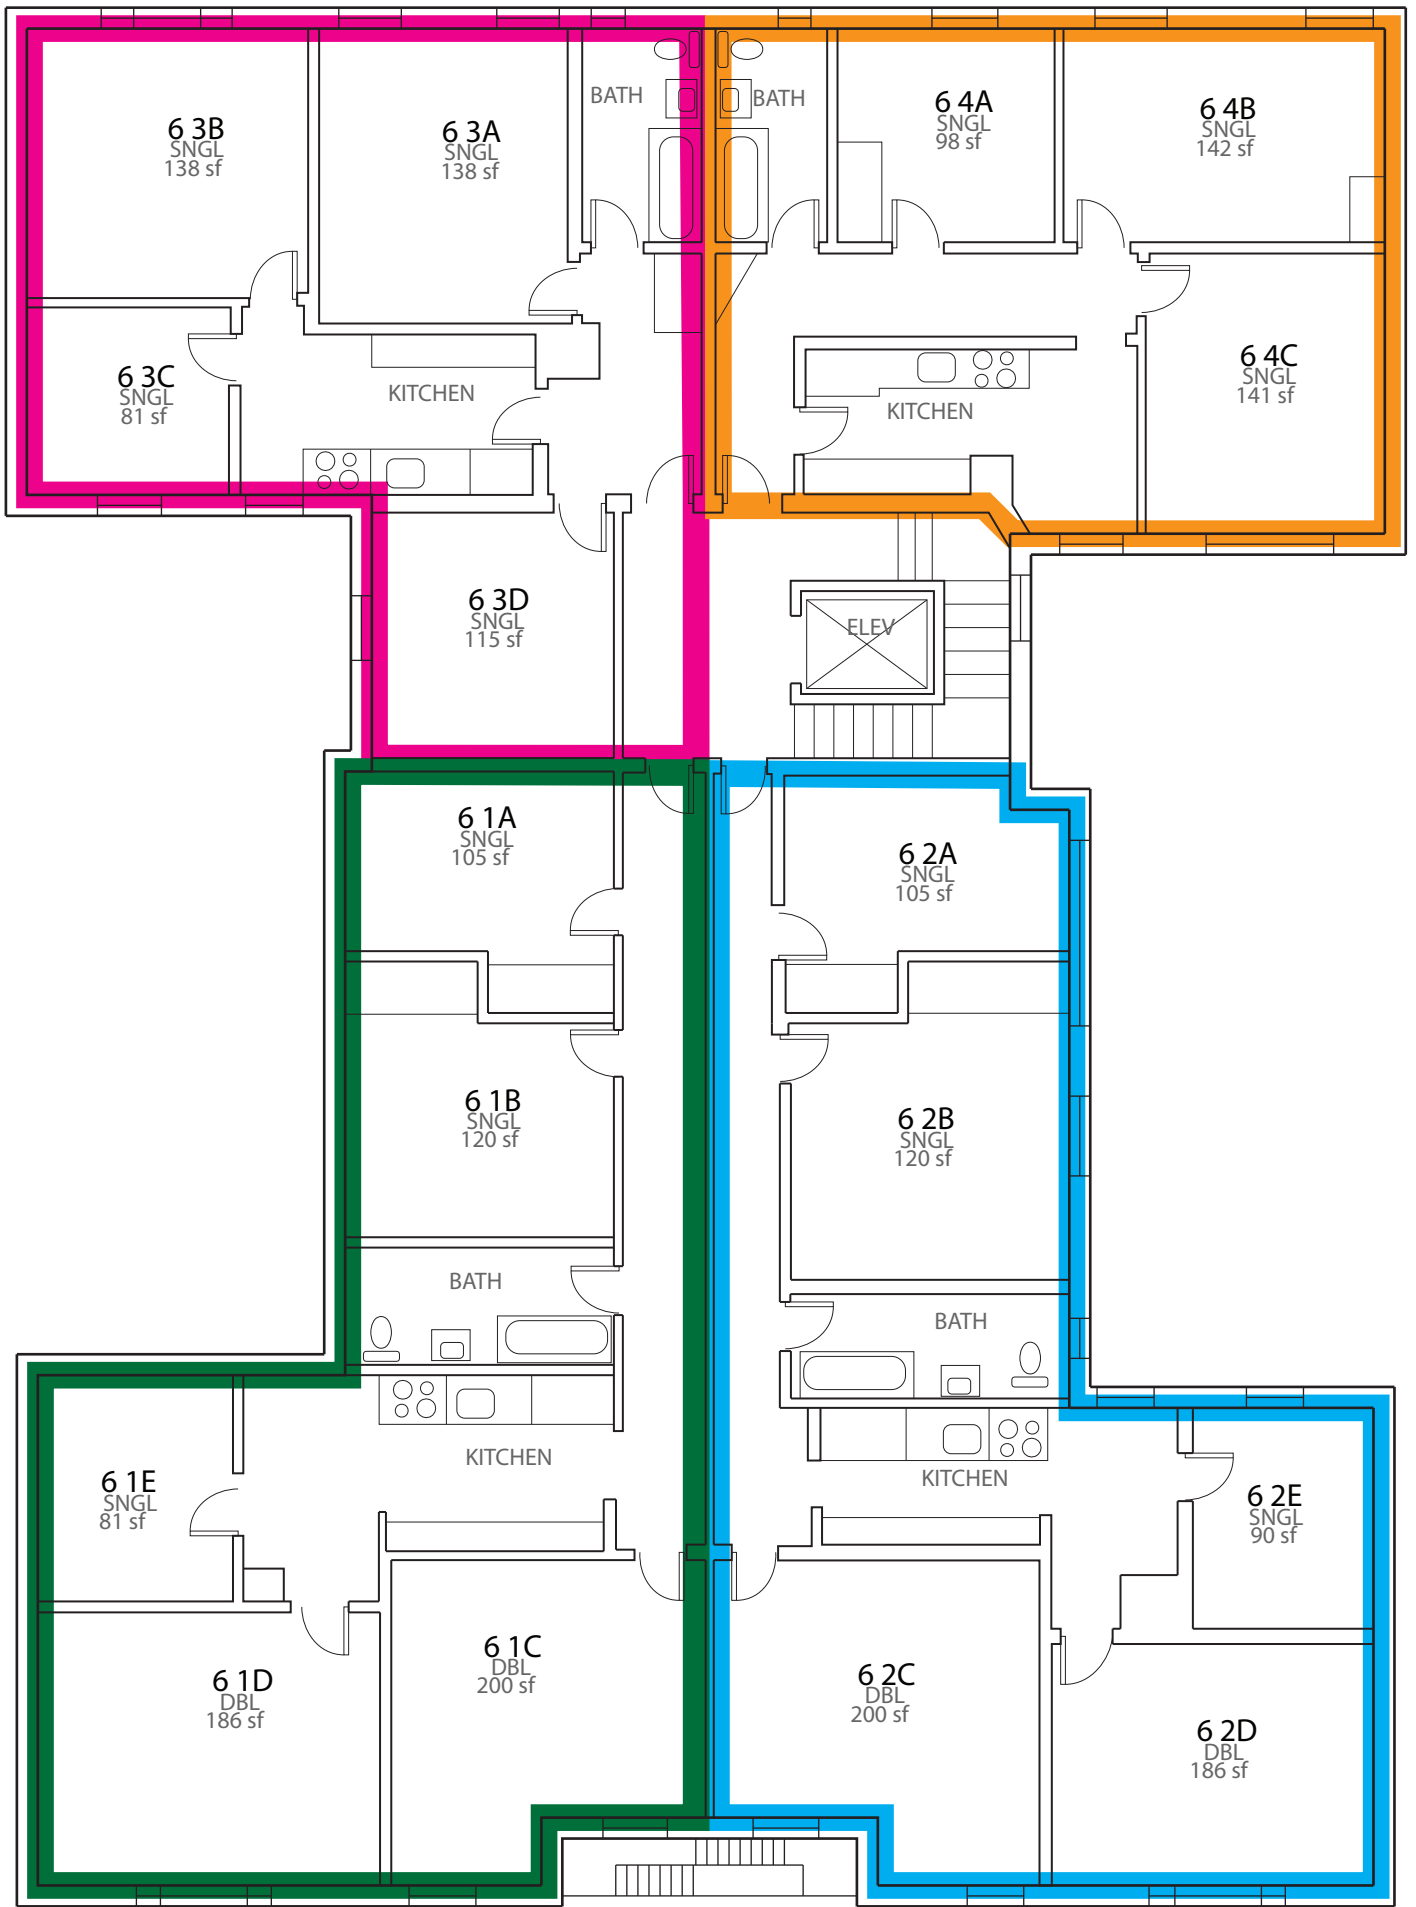 6 3B
SNGL
138 sf
6 3A
SNGL
138 sf
BATH
BATH
6 4A
SNGL
98 sf
6 4B
SNGL
142 sf
6 3C
SNGL
81 sf
KITCHEN
KITCHEN
6 4C
SNGL
141 sf
6 3D
SNGL
115 sf
ELEV
6 1A
SNGL
105 sf
6 2A
SNGL
105 sf
6 1B
SNGL
120 sf
6 2B
SNGL
120 sf
BATH
BATH
KITCHEN
KITCHEN
6 1E
SNGL
81 sf
6 2E
SNGL
90 sf
6 1D
DBL
186 sf
6 1C
DBL
200 sf
6 2C
DBL
200 sf
6 2D
DBL
186 sf